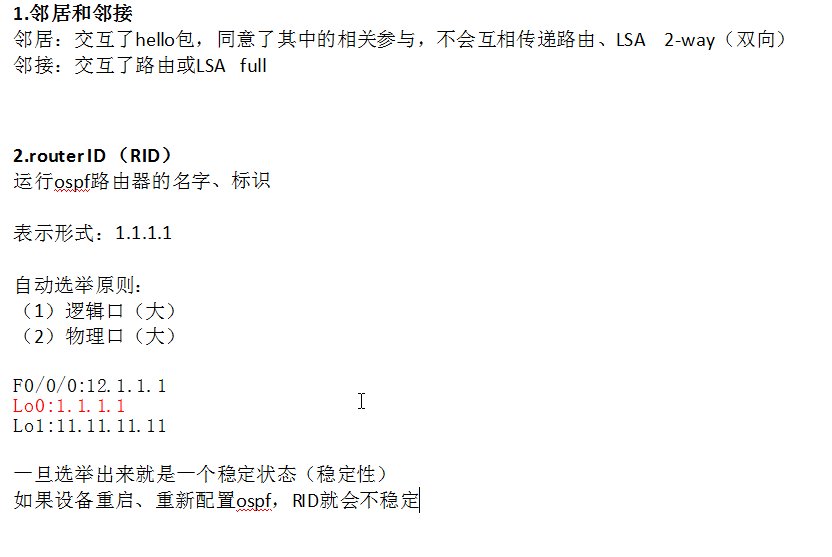 1.邻居和邻接
邻居：交互了hello包，同意了其中的相关参与，不会互相传递路由、LSA 2-way（双向）
邻接：交互了路由或LSA full
2.router ID （RID）
运行ospf路由器的名字、标识
表示形式：1.1.1.1
自动选举原则：
（1）逻辑口（大）
（2）物理口（大）
F0/0/0:12.1.1.1
Lo0:1.1.1.1
Lo1:11.11.11.11
一旦选举出来就是一个稳定状态（稳定性）
如果设备重启、重新配置ospf，RID就会不稳定